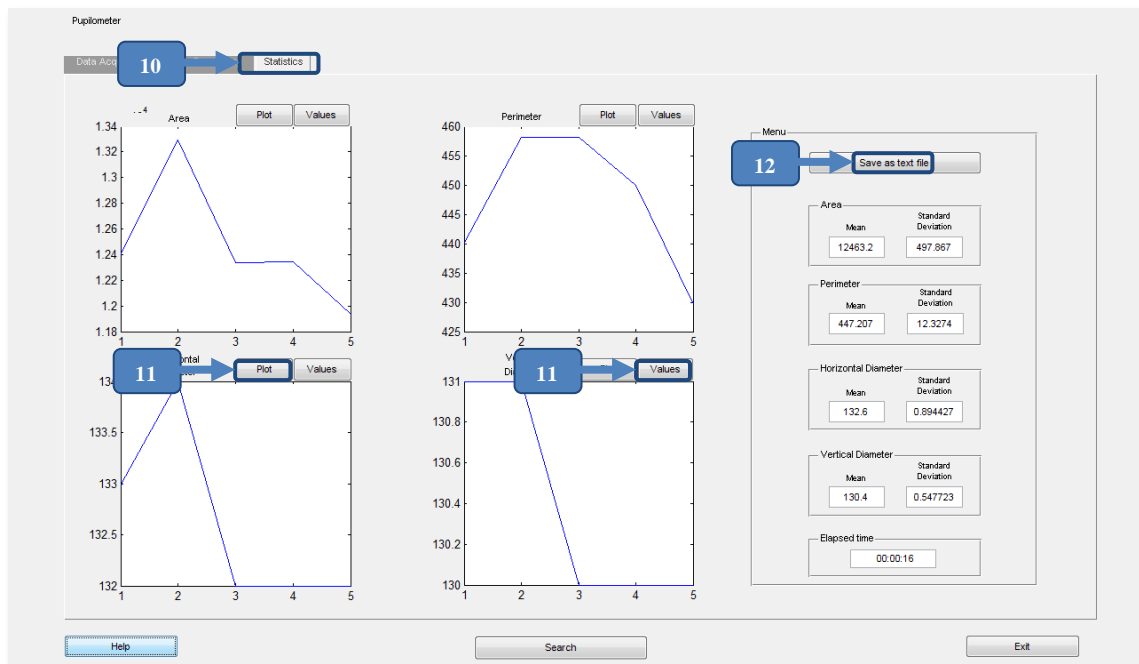 Pupilometer
Data Acq
10
Statistics
4
Area
Plot
Values
1.34
1.32
1.3
1.28
1.26
1.24
1.22
1.2
1.18
1 2 3 4 5
Perimeter
Plot
Values
460
455
450
445
440
435
430
425
1 2 3 4 5
Menu
12
Save as text file
Area
Mean
Standard
Deviation
12463.2
497.867
Perimeter
Mean
Standard
Deviation
447.207
12.3274
Horizontal Diameter
Mean
Standard
Deviation
132.6
0.894427
Vertical Diameter
Mean
Standard
Deviation
130.4
0.547723
Elapsed time
00:00:16
11
Plot
Values
133.5
133
132.5
132
1 2 3 4 5
11
Values
131
130.8
130.6
130.4
130.2
130
1 2 3 4 5
Help
Search
Exit